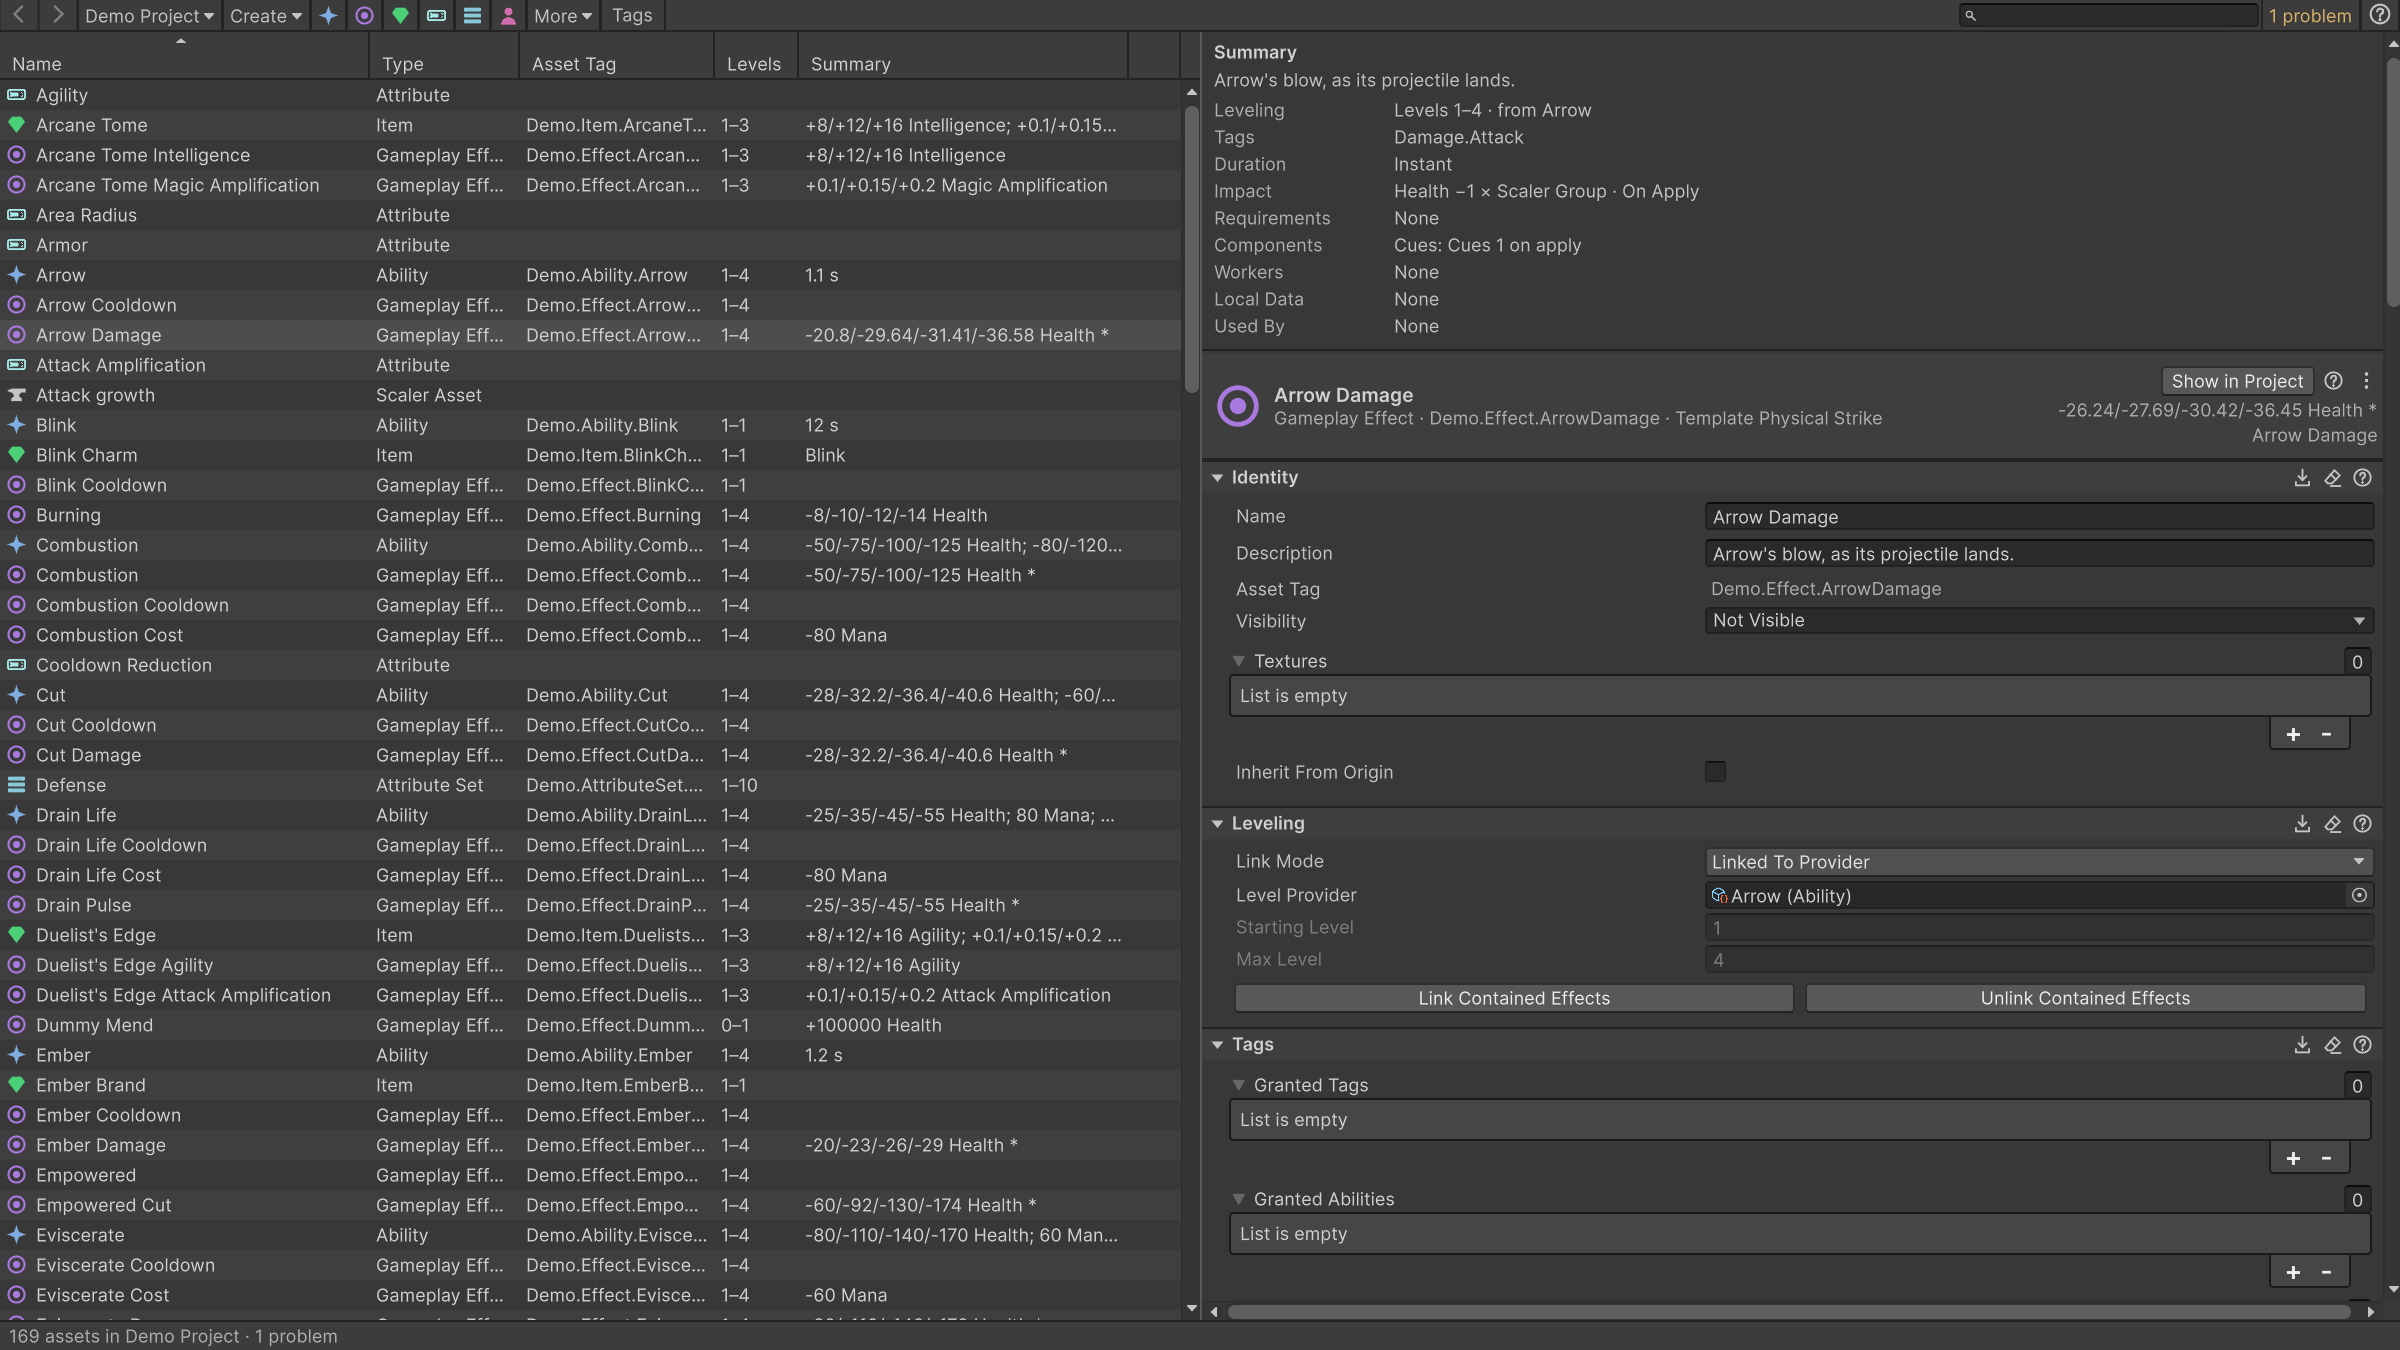 Demo Project Create More Tags 1 problem
Name Type Asset Tag Levels Summary
Agility Attribute
Arcane Tome Item Demo.Item.ArcaneT... 1–3 +8/+12/+16 Intelligence; +0.1/+0.15...
Arcane Tome Intelligence Gameplay Eff... Demo.Effect.Arcan... 1–3 +8/+12/+16 Intelligence
Arcane Tome Magic Amplification Gameplay Eff... Demo.Effect.Arcan... 1–3 +0.1/+0.15/+0.2 Magic Amplification
Area Radius Attribute
Armor Attribute
Arrow Ability Demo.Ability.Arrow 1–4 1.1 s
Arrow Cooldown Gameplay Eff... Demo.Effect.Arrow... 1–4
Arrow Damage Gameplay Eff... Demo.Effect.Arrow... 1–4 -20.8/-29.64/-31.41/-36.58 Health *
Attack Amplification Attribute
Attack growth Scaler Asset
Blink Ability Demo.Ability.Blink 1–1 12 s
Blink Charm Item Demo.Item.BlinkCh... 1–1 Blink
Blink Cooldown Gameplay Eff... Demo.Effect.BlinkC... 1–1
Burning Gameplay Eff... Demo.Effect.Burning 1–4 -8/-10/-12/-14 Health
Combustion Ability Demo.Ability.Comb... 1–4 -50/-75/-100/-125 Health; -80/-120...
Combustion Gameplay Eff... Demo.Effect.Comb... 1–4 -50/-75/-100/-125 Health *
Combustion Cooldown Gameplay Eff... Demo.Effect.Comb... 1–4
Combustion Cost Gameplay Eff... Demo.Effect.Comb... 1–4 -80 Mana
Cooldown Reduction Attribute
Cut Ability Demo.Ability.Cut 1–4 -28/-32.2/-36.4/-40.6 Health; -60/...
Cut Cooldown Gameplay Eff... Demo.Effect.CutCo... 1–4
Cut Damage Gameplay Eff... Demo.Effect.CutDa... 1–4 -28/-32.2/-36.4/-40.6 Health *
Defense Attribute Set Demo.AttributeSet.... 1–10
Drain Life Ability Demo.Ability.DrainL... 1–4 -25/-35/-45/-55 Health; 80 Mana; ...
Drain Life Cooldown Gameplay Eff... Demo.Effect.DrainL... 1–4
Drain Life Cost Gameplay Eff... Demo.Effect.DrainL... 1–4 -80 Mana
Drain Pulse Gameplay Eff... Demo.Effect.DrainP... 1–4 -25/-35/-45/-55 Health *
Duelist's Edge Item Demo.Item.Duelists... 1–3 +8/+12/+16 Agility; +0.1/+0.15/+0.2 ...
Duelist's Edge Agility Gameplay Eff... Demo.Effect.Duelis... 1–3 +8/+12/+16 Agility
Duelist's Edge Attack Amplification Gameplay Eff... Demo.Effect.Duelis... 1–3 +0.1/+0.15/+0.2 Attack Amplification
Dummy Mend Gameplay Eff... Demo.Effect.Dumm... 0–1 +100000 Health
Ember Ability Demo.Ability.Ember 1–4 1.2 s
Ember Brand Item Demo.Item.EmberB... 1–1
Ember Cooldown Gameplay Eff... Demo.Effect.Ember... 1–4
Ember Damage Gameplay Eff... Demo.Effect.Ember... 1–4 -20/-23/-26/-29 Health *
Empowered Gameplay Eff... Demo.Effect.Empo... 1–4
Empowered Cut Gameplay Eff... Demo.Effect.Empo... 1–4 -60/-92/-130/-174 Health *
Eviscerate Ability Demo.Ability.Evisce... 1–4 -80/-110/-140/-170 Health; 60 Man...
Eviscerate Cooldown Gameplay Eff... Demo.Effect.Evisce... 1–4
Eviscerate Cost Gameplay Eff... Demo.Effect.Evisce... 1–4 -60 Mana
169 assets in Demo Project · 1 problem
Summary
Arrow's blow, as its projectile lands.
Leveling Levels 1–4 · from Arrow
Tags Damage.Attack
Duration Instant
Impact Health −1 × Scaler Group · On Apply
Requirements None
Components Cues: Cues 1 on apply
Workers None
Local Data None
Used By None
Show in Project
Arrow Damage
Gameplay Effect · Demo.Effect.ArrowDamage · Template Physical Strike
-26.24/-27.69/-30.42/-36.45 Health *
Arrow Damage
Identity
Name Arrow Damage
Description Arrow's blow, as its projectile lands.
Asset Tag Demo.Effect.ArrowDamage
Visibility Not Visible
Textures 0
List is empty
+ -
Inherit From Origin
Leveling
Link Mode Linked To Provider
Level Provider Arrow (Ability)
Starting Level 1
Max Level 4
Link Contained Effects Unlink Contained Effects
Tags
Granted Tags 0
List is empty
+ -
Granted Abilities 0
List is empty
+ -